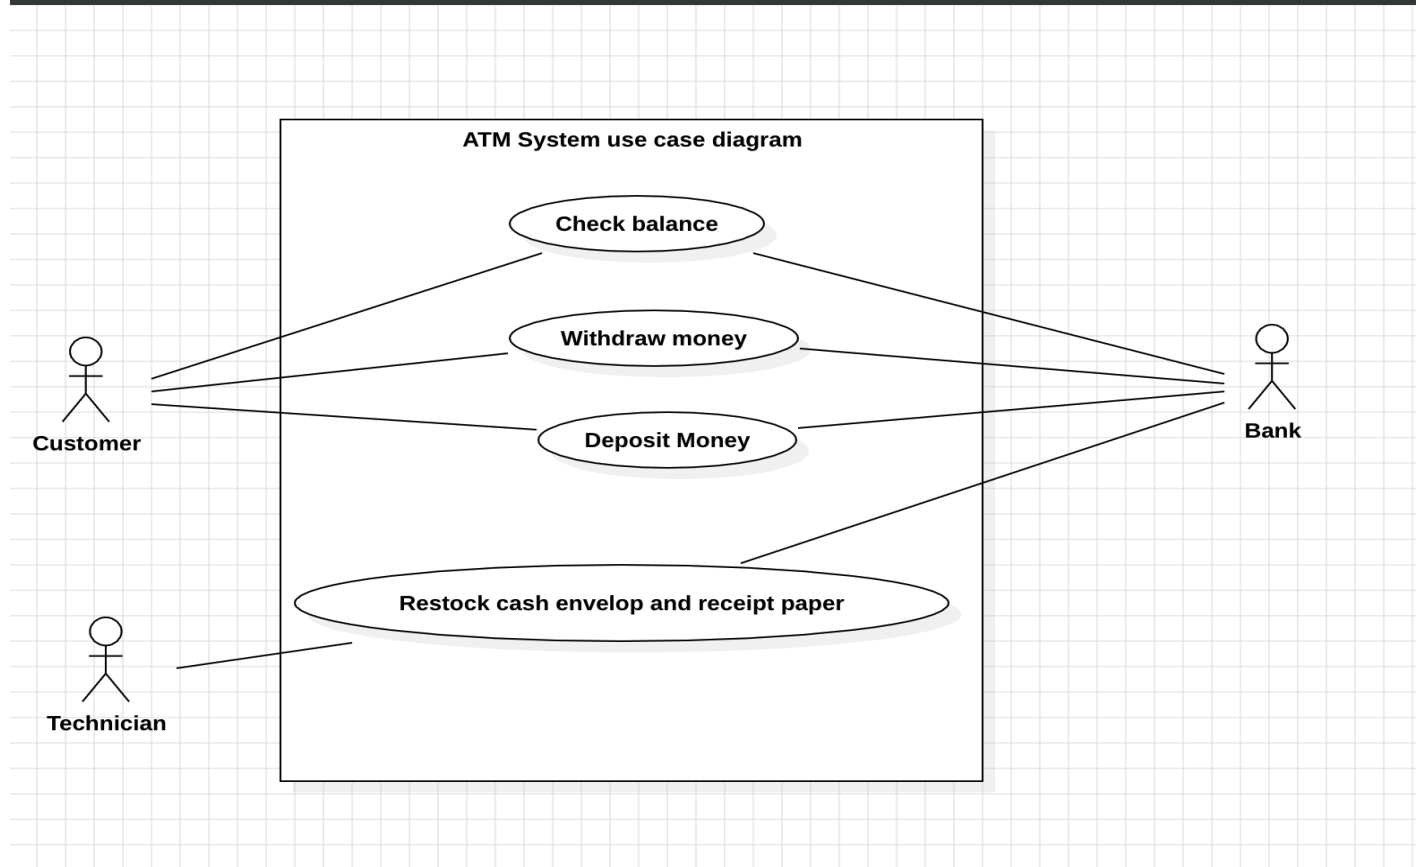 ATM System use case diagram
Check balance
Withdraw money
Deposit Money
Customer
Bank
Restock cash envelop and receipt paper
Technician